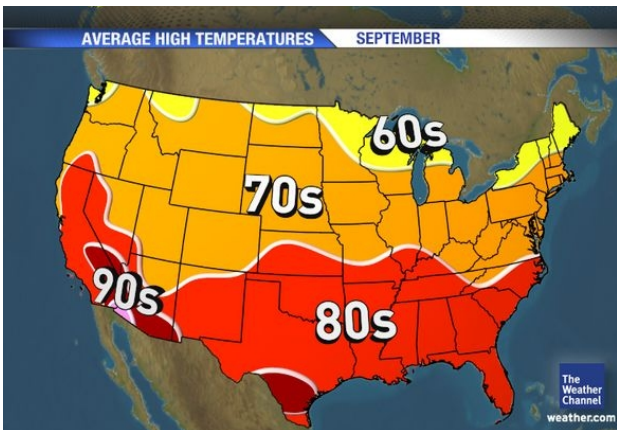 AVERAGE HIGH TEMPERATURES SEPTEMBER
60s
70s
90s
80s
The
Weather
Channel
weather.com